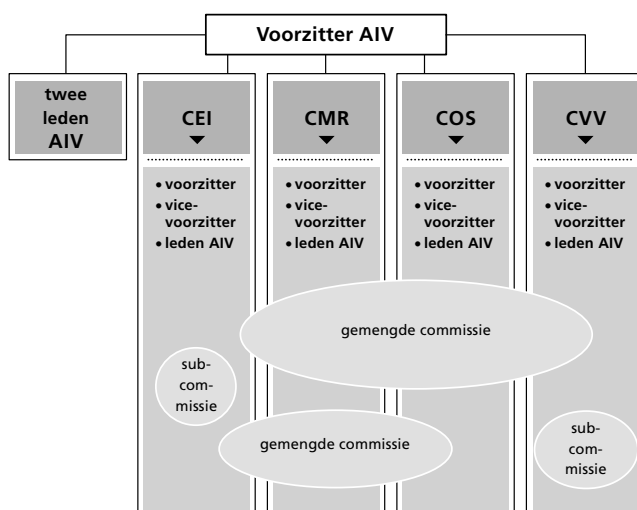 Voorzitter AIV
twee
leden
AIV
CEI
CMR
COS
CVV
• voorzitter
• vice-
voorzitter
• leden AIV
• voorzitter
• vice-
voorzitter
• leden AIV
• voorzitter
• vice-
voorzitter
• leden AIV
• voorzitter
• vice-
voorzitter
• leden AIV
gemengde commissie
sub-
com-
missie
gemengde commissie
sub-
com-
missie